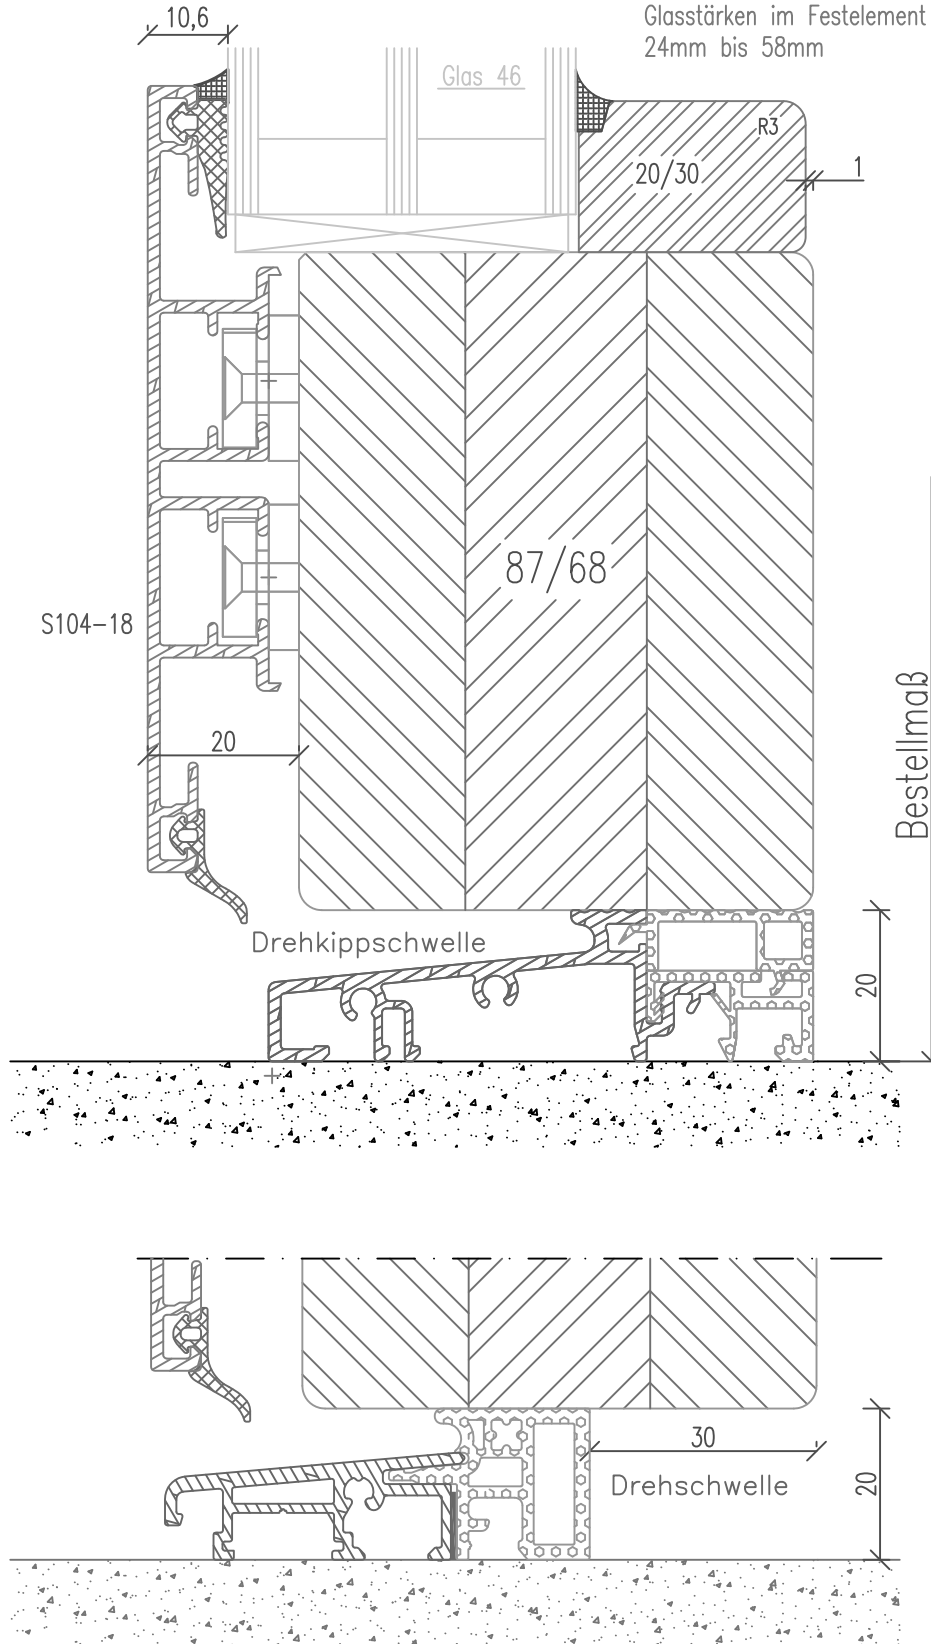 10,6
Glasstärken im Festelement
24mm bis 58mm
Glas 46
R3
20/30
1
87/68
S104-18
20
Bestellmaß
Drehkippschwelle
20
30
Drehschwelle
20